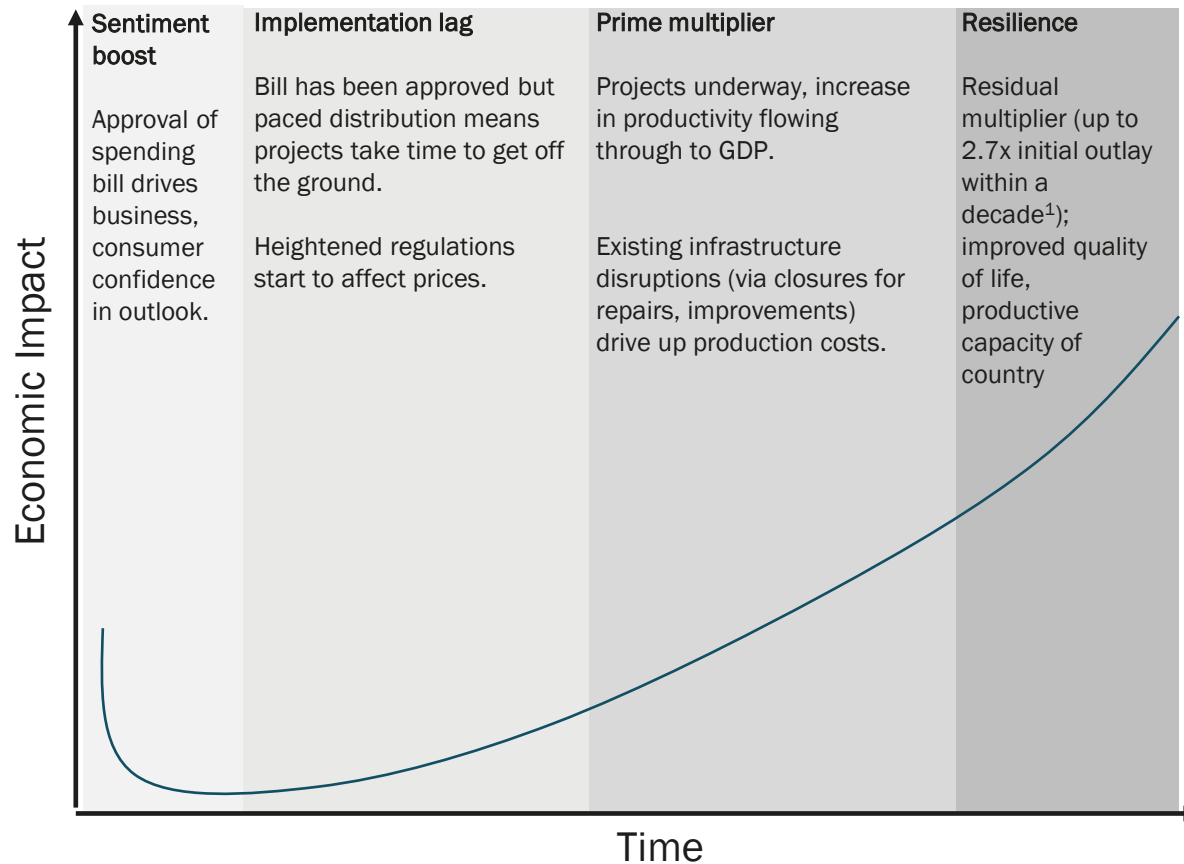 Sentiment
boost
Approval of
spending
bill drives
business,
consumer
confidence
in outlook.
Implementation lag
Bill has been approved but
paced distribution means
projects take time to get off
the ground.
Heightened regulations
start to affect prices.
Prime multiplier
Projects underway, increase
in productivity flowing
through to GDP.
Existing infrastructure
disruptions (via closures for
repairs, improvements)
drive up production costs.
Resilience
Residual
multiplier (up to
2.7x initial outlay
within a
decade¹);
improved quality
of life,
productive
capacity of
country
Economic Impact
Time